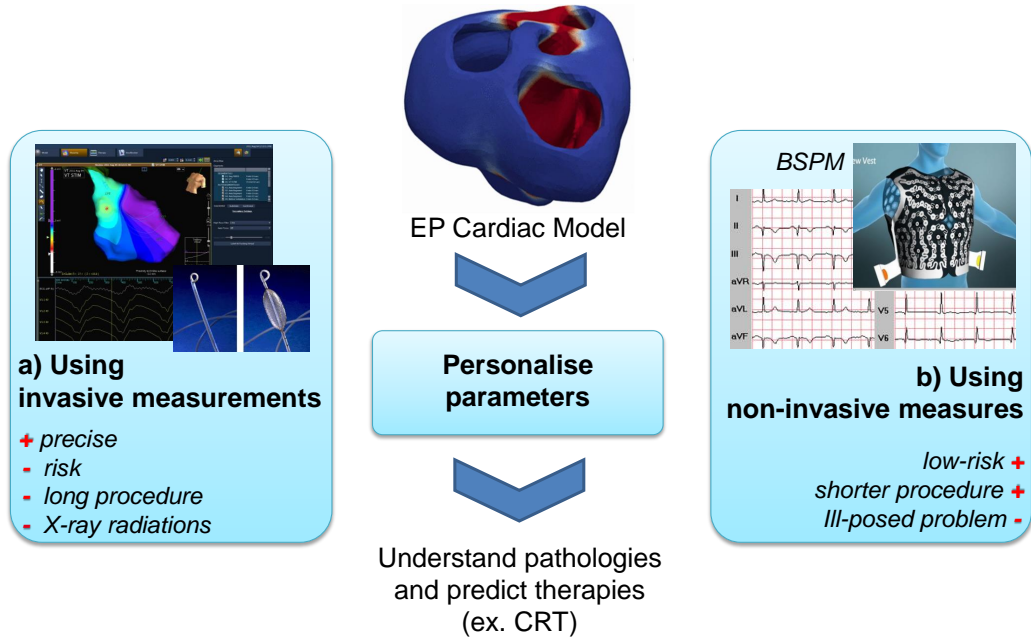 EP Cardiac Model
Personalise
parameters
Understand pathologies
and predict therapies
(ex. CRT)
VT STIM
a) Using
invasive measurements
+ precise
- risk
- long procedure
- X-ray radiations
BSPM
ew Vest
I
II
III
aVR
aVL
aVF
V5
V6
b) Using
non-invasive measures
low-risk +
shorter procedure +
Ill-posed problem -